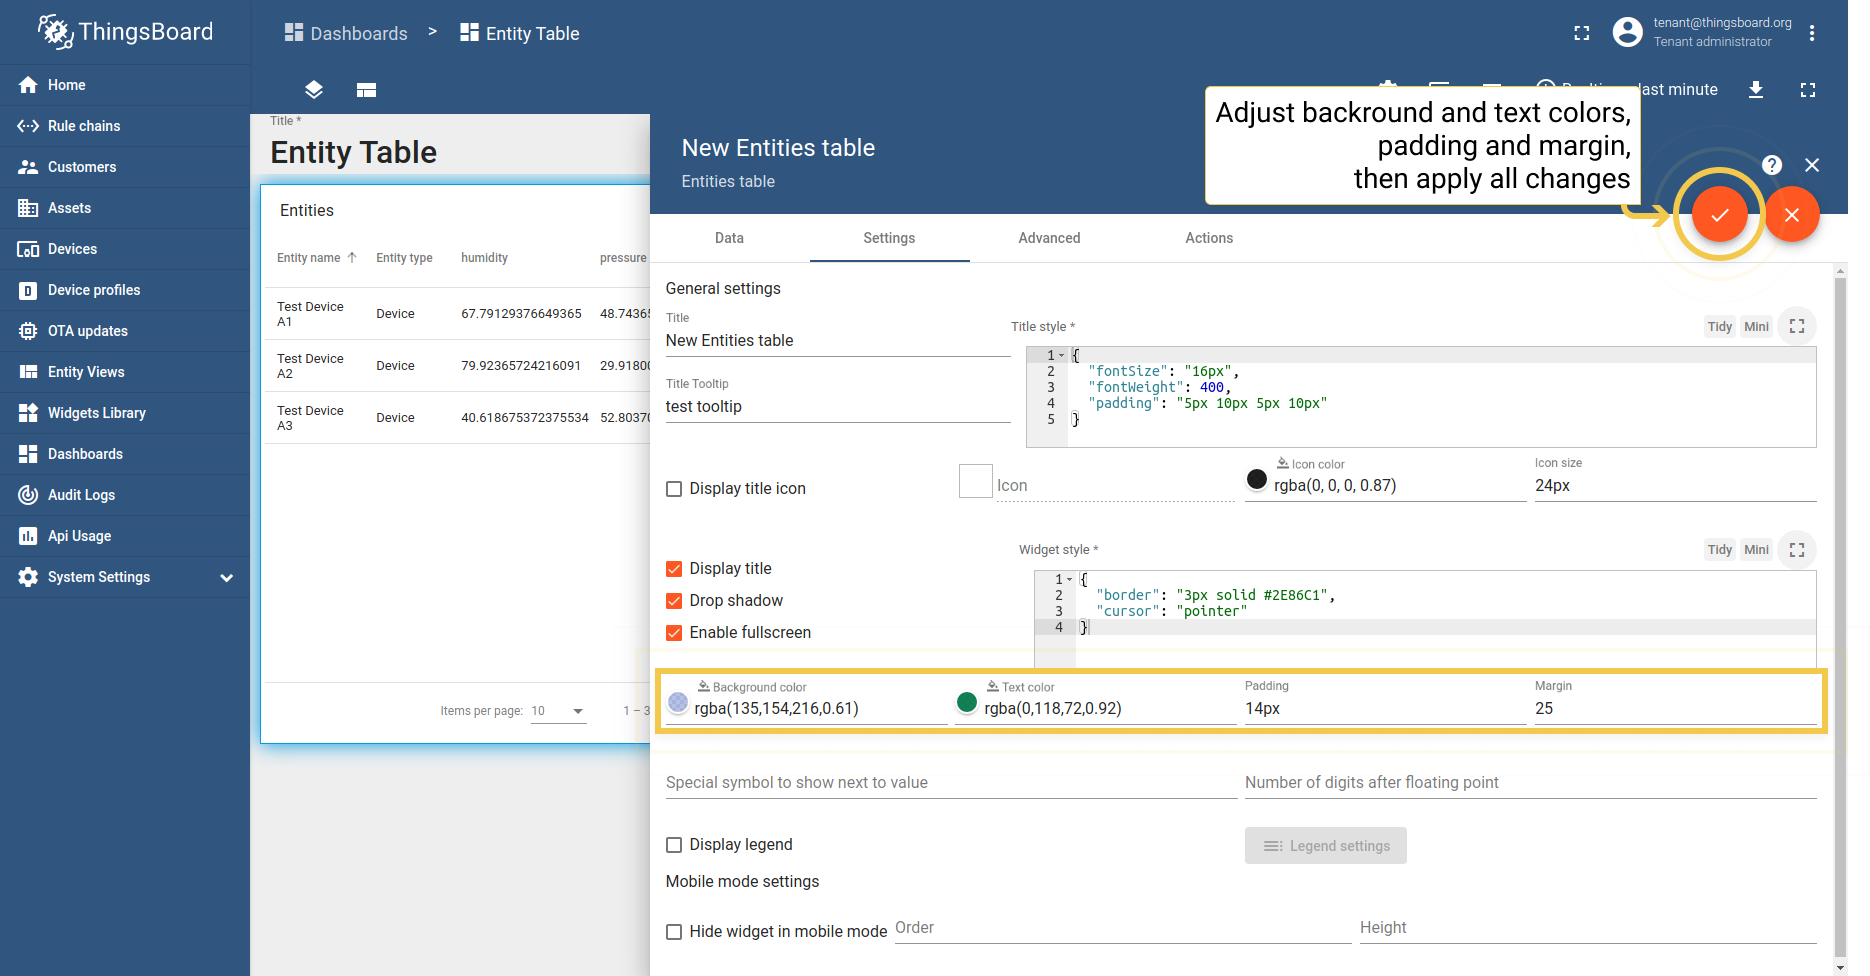 ThingsBoard
Dashboards > Entity Table
tenant@thingsboard.org
Tenant administrator
Home
Rule chains
Customers
Assets
Devices
Device profiles
OTA updates
Entity Views
Widgets Library
Dashboards
Audit Logs
Api Usage
System Settings
last minute
Title *
Entity Table
Entities
Entity name Entity type humidity pressure
Test Device A1 Device 67.79129376649365 48.7436
Test Device A2 Device 79.92365724216091 29.9180
Test Device A3 Device 40.618675372375534 52.8037
Items per page: 10 1 – 3
New Entities table
Entities table
Adjust backround and text colors,
padding and margin,
then apply all changes
Data Settings Advanced Actions
General settings
Title
New Entities table
Title Tooltip
test tooltip
Title style *
Tidy Mini
1 {
2 "fontSize": "16px",
3 "fontWeight": 400,
4 "padding": "5px 10px 5px 10px"
5 }
Display title icon
Icon
Icon color
rgba(0, 0, 0, 0.87)
Icon size
24px
Display title
Drop shadow
Enable fullscreen
Widget style *
Tidy Mini
1 {
2 "border": "3px solid #2E86C1",
3 "cursor": "pointer"
4 }
Background color
rgba(135,154,216,0.61)
Text color
rgba(0,118,72,0.92)
Padding
14px
Margin
25
Special symbol to show next to value
Number of digits after floating point
Display legend
Legend settings
Mobile mode settings
Hide widget in mobile mode
Order
Height